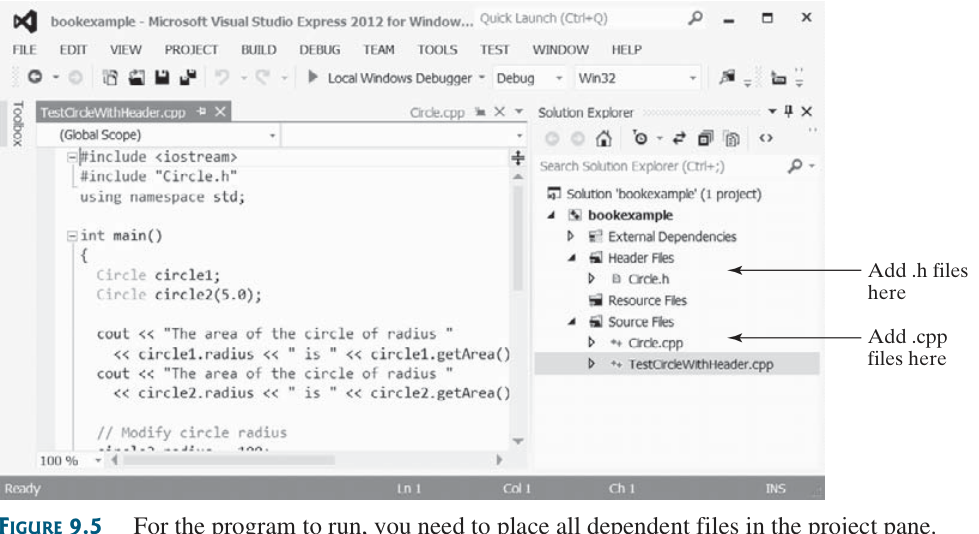 bookexample - Microsoft Visual Studio Express 2012 for Window...
Quick Launch (Ctrl+Q)
FILE EDIT VIEW PROJECT BUILD DEBUG TEAM TOOLS TEST WINDOW HELP
Local Windows Debugger
Debug
Win32
Toolbox
TestCircleWithHeader.cpp
Circle.cpp
(Global Scope)
#include <iostream>
#include "Circle.h"
using namespace std;
int main()
{
Circle circle1;
Circle circle2(5.0);
cout << "The area of the circle of radius "
<< circle1.radius << " is " << circle1.getArea()
cout << "The area of the circle of radius "
<< circle2.radius << " is " << circle2.getArea()
// Modify circle radius
100 %
Solution Explorer
Search Solution Explorer (Ctrl+;)
Solution 'bookexample' (1 project)
bookexample
External Dependencies
Header Files
Circle.h
Resource Files
Source Files
Circle.cpp
TestCircleWithHeader.cpp
Add .h files
here
Add .cpp
files here
Ready
Ln 1
Col 1
Ch 1
INS
FIGURE 9.5 For the program to run, you need to place all dependent files in the project pane.